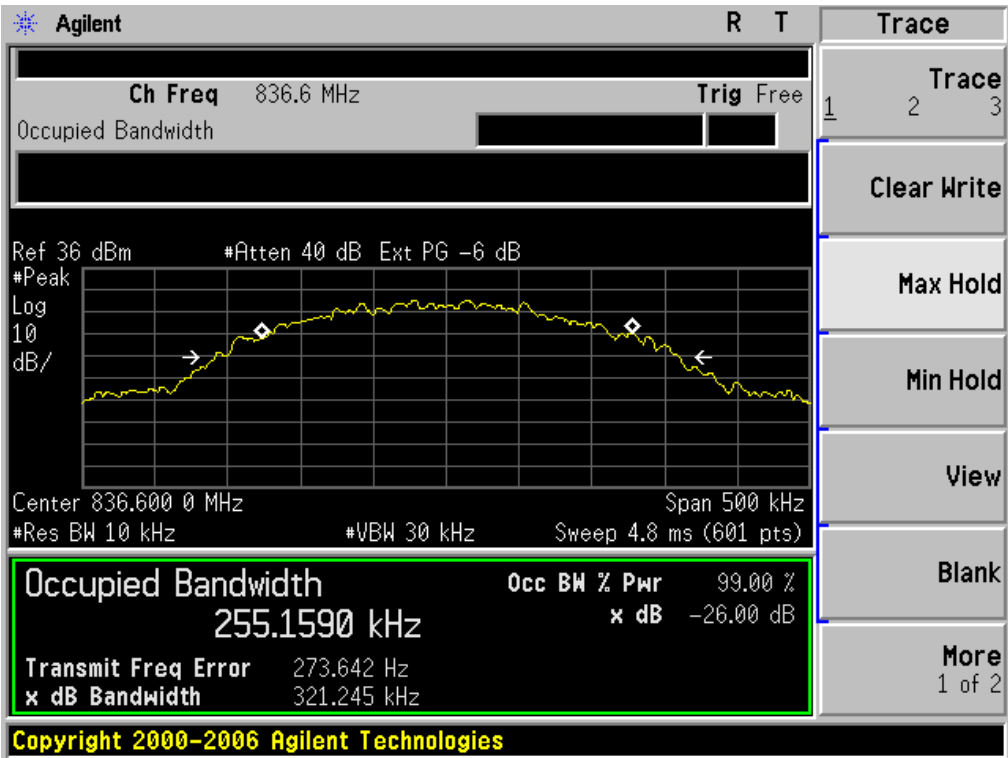 Agilent R T Trace
Ch Freq 836.6 MHz Trig Free
Occupied Bandwidth
Trace
1 2 3
Clear Write
Ref 36 dBm #Atten 40 dB Ext PG -6 dB
#Peak
Log
10
dB/
Max Hold
Min Hold
View
Center 836.600 0 MHz Span 500 kHz
#Res BW 10 kHz #VBW 30 kHz Sweep 4.8 ms (601 pts)
Occupied Bandwidth Occ BW % Pwr 99.00 %
255.1590 kHz x dB -26.00 dB
Transmit Freq Error 273.642 Hz
x dB Bandwidth 321.245 kHz
Blank
More
1 of 2
Copyright 2000-2006 Agilent Technologies